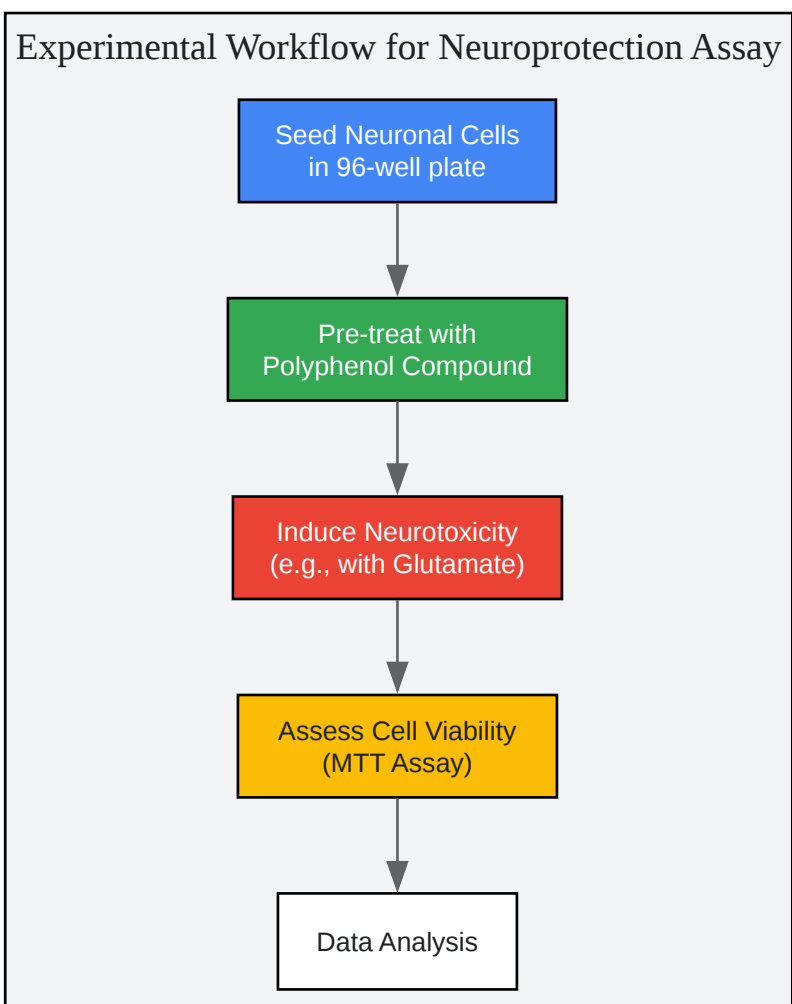 Experimental Workflow for Neuroprotection Assay
Seed Neuronal Cells
in 96-well plate
Pre-treat with
Polyphenol Compound
Induce Neurotoxicity
(e.g., with Glutamate)
Assess Cell Viability
(MTT Assay)
Data Analysis